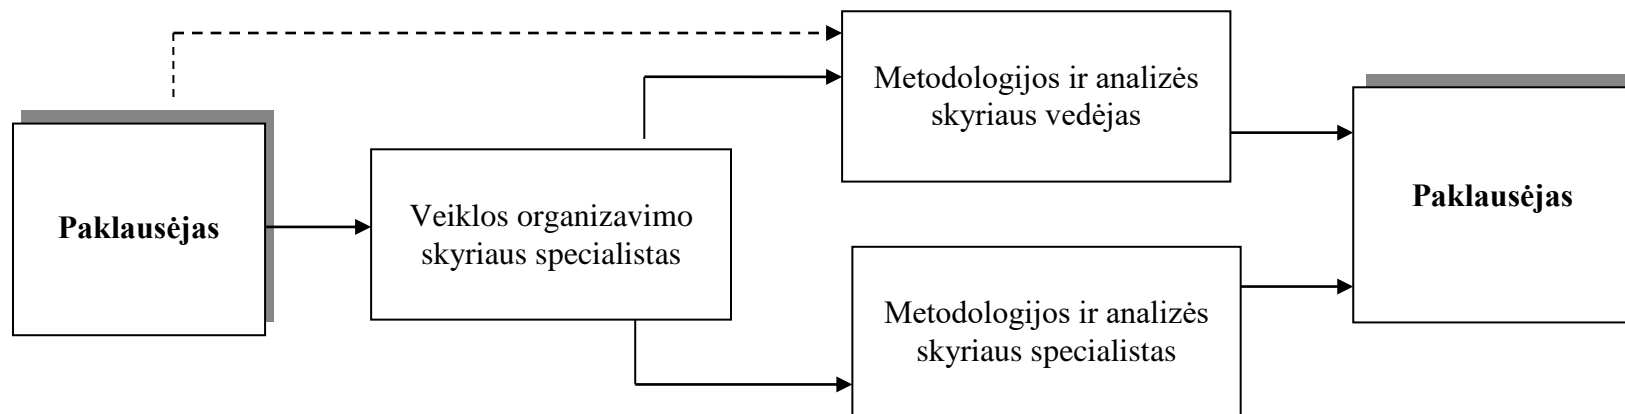 Paklausėjas
Veiklos organizavimo
skyriaus specialistas
Metodologijos ir analizės
skyriaus vedėjas
Metodologijos ir analizės
skyriaus specialistas
Paklausėjas